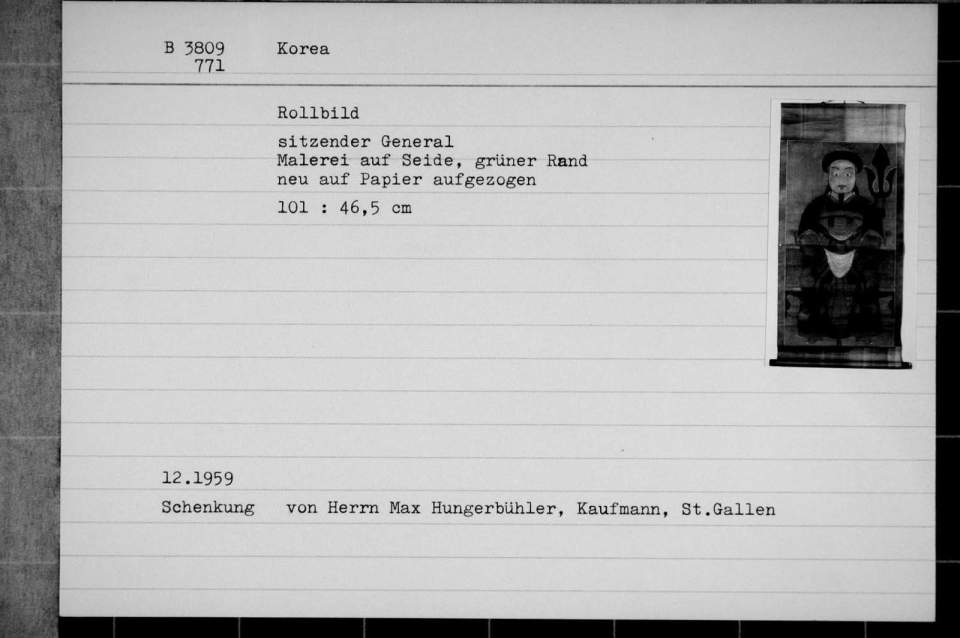 B 3809 Korea
771
Rollbild
sitzender General
Malerei auf Seide, grüner Rand
neu auf Papier aufgezogen
101 : 46,5 cm
12.1959
Schenkung von Herrn Max Hungerbühler, Kaufmann, St.Gallen